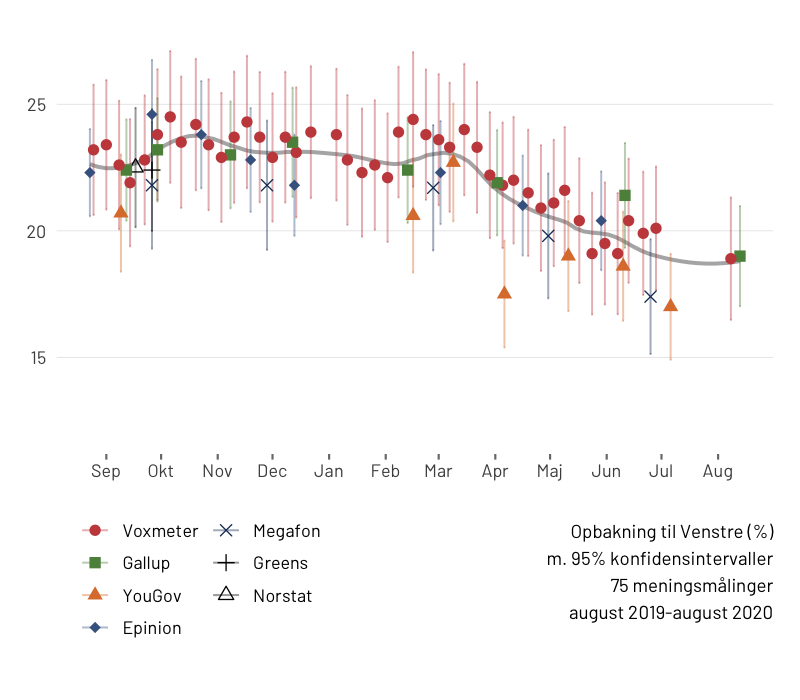 25
20
15
Sep Okt Nov Dec Jan Feb Mar Apr Maj Jun Jul Aug
Voxmeter Megafon
Gallup Greens
YouGov Norstat
Epinion
Opbakning til Venstre (%)
m. 95% konfidensintervaller
75 meningsmålinger
august 2019-august 2020